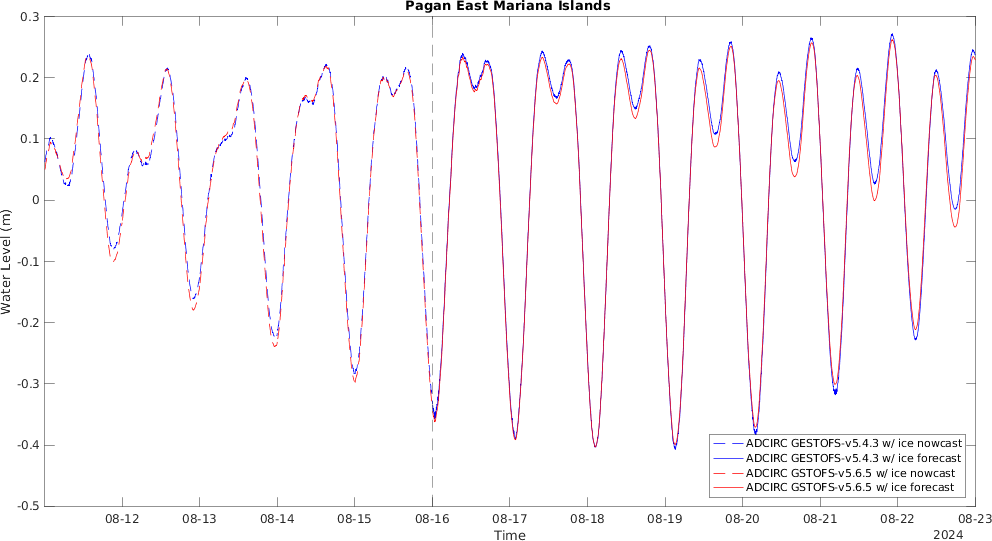 Pagan East Mariana Islands
0.3
0.2
0.1
0
-0.1
-0.2
-0.3
-0.4
-0.5
Water Level (m)
ADCIRC GESTOFS-v5.4.3 w/ ice nowcast
ADCIRC GESTOFS-v5.4.3 w/ ice forecast
ADCIRC GSTOFS-v5.6.5 w/ ice nowcast
ADCIRC GSTOFS-v5.6.5 w/ ice forecast
08-12 08-13 08-14 08-15 08-16 08-17 08-18 08-19 08-20 08-21 08-22 08-23
Time
2024